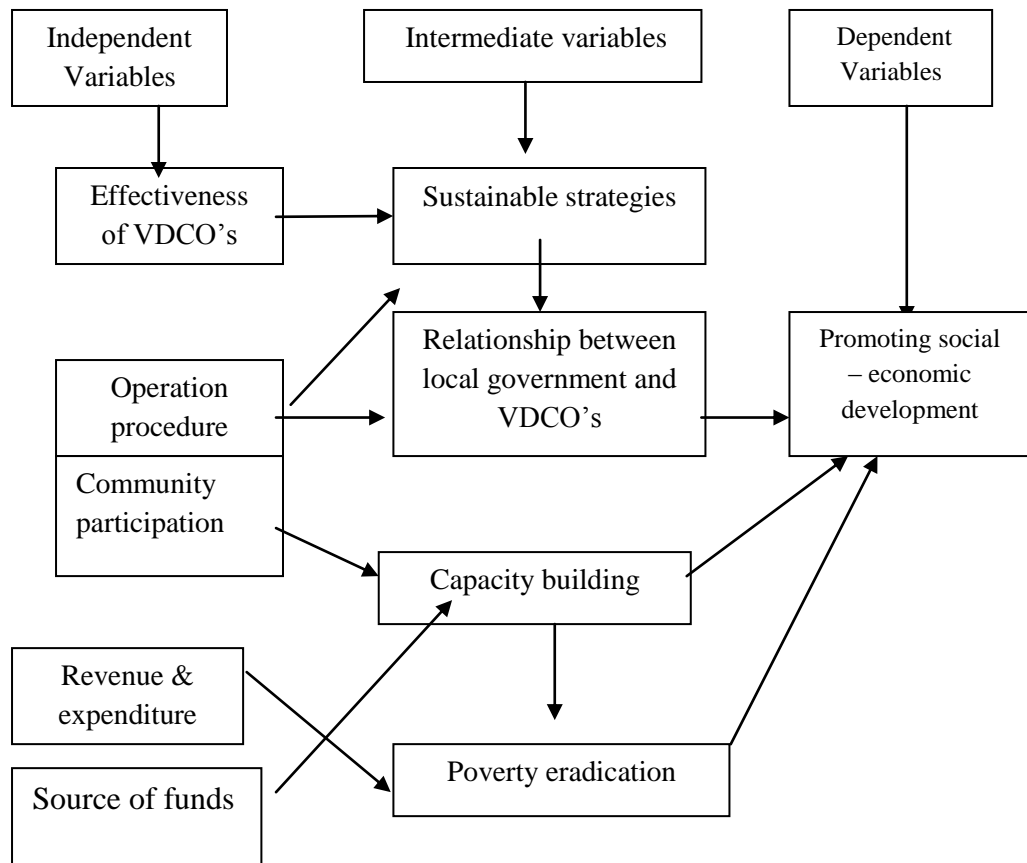 Independent
Variables
Intermediate variables
Dependent
Variables
Effectiveness
of VDCO’s
Sustainable strategies
Relationship between
local government and
VDCO’s
Promoting social
– economic
development
Operation
procedure
Community
participation
Capacity building
Revenue &
expenditure
Poverty eradication
Source of funds